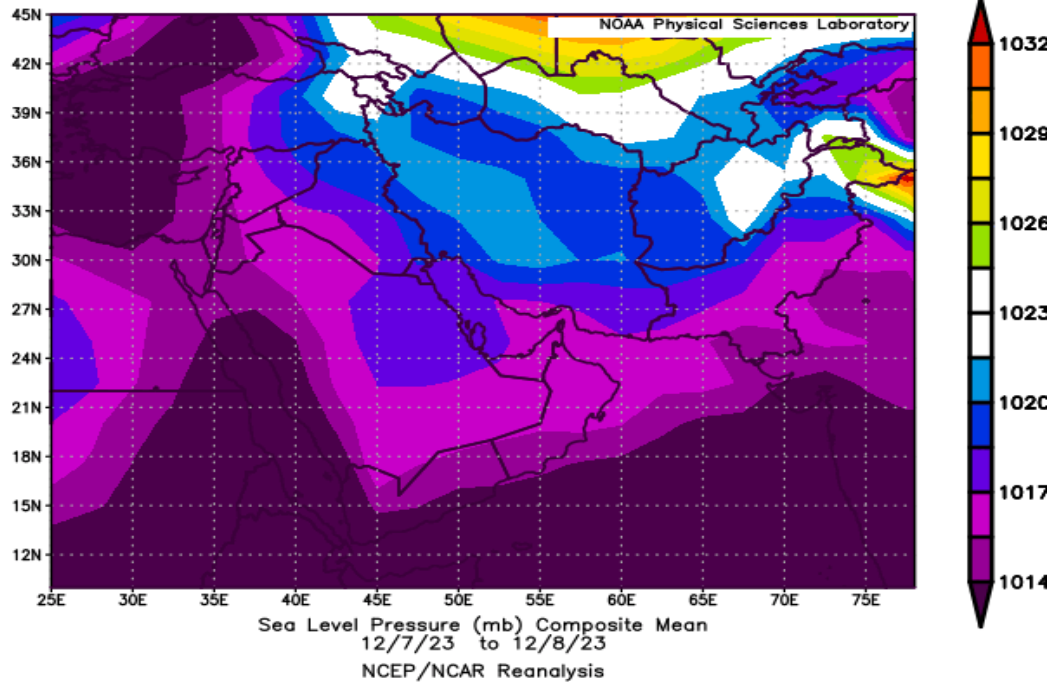 NOAA Physical Sciences Laboratory
45N
42N
39N
36N
33N
30N
27N
24N
21N
18N
15N
12N
25E 30E 35E 40E 45E 50E 55E 60E 65E 70E 75E
1032
1029
1026
1023
1020
1017
1014
Sea Level Pressure (mb) Composite Mean
12/7/23 to 12/8/23
NCEP/NCAR Reanalysis